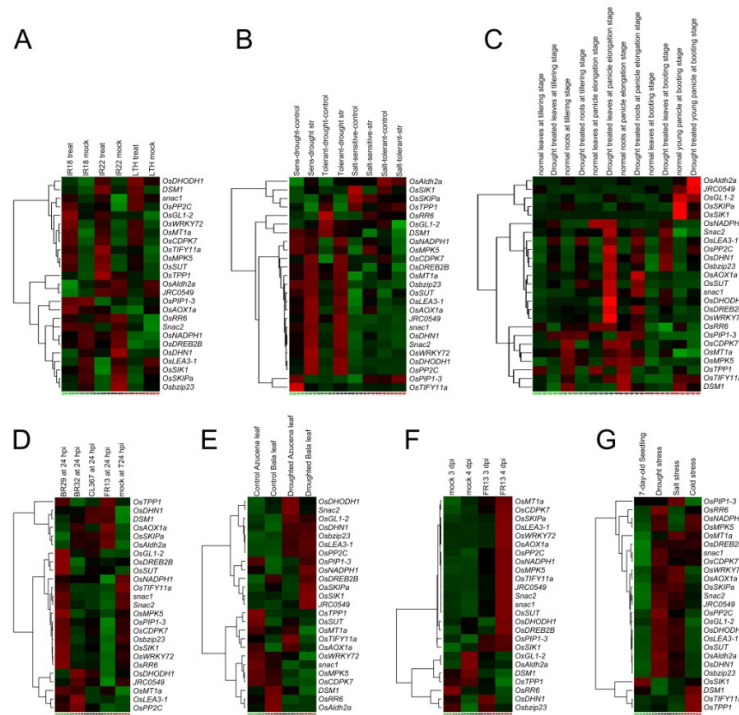 A
IR18 treat
IR18 mock
IR22 treat
IR22 mock
LTH treat
LTH mock
OsDHODH1
DSM1
snac1
OsPP2C
OsGL1-2
OsWRKY72
OsMT1a
OsCDPK7
OsTIFY11a
OsMPK5
OsSUT
OsTPP1
OsAldh2a
JRC0549
OsPIP1-3
OsAOX1a
OsRR6
Snac2
OsNADPH1
OsDREB2B
OsDHN1
OsLEA3-1
OsSIK1
OsSKIPa
Osbzip23
B
Sens-drought-control
Sens-drought str
Tolerant-drought-control
Tolerant-drought str
Salt-sensitive-control
Salt-sensitive-str
Salt-tolerant-control
Salt-tolerant-str
OsAldh2a
OsSIK1
OsSKIPa
OsTPP1
OsRR6
OsGL1-2
DSM1
OsNADPH1
OsMPK5
OsCDPK7
OsDREB2B
OsMT1a
Osbzip23
OsSUT
OsLEA3-1
OsAOX1a
JRC0549
snac1
OsDHN1
Snac2
OsWRKY72
OsDHODH1
OsPP2C
OsPIP1-3
OsTIFY11a
C
normal leaves at tillering stage
Drought treated leaves at tillering stage
normal roots at tillering stage
Drought treated roots at tillering stage
normal leaves at panicle elongation stage
Drought treated leaves at panicle elongation stage
normal roots at panicle elongation stage
Drought treated roots at panicle elongation stage
normal leaves at booting stage
Drought treated leaves at booting stage
normal young panicle at booting stage
Drought treated young panicle at booting stage
OsAldh2a
JRC0549
OsGL1-2
OsSKIPa
OsSIK1
OsNADPH1
Snac2
OsLEA3-1
OsPP2C
OsDHN1
Osbzip23
OsAOX1a
OsSUT
snac1
OsDHODH
OsDREB2B
OsWRKY7
OsRR6
OsPIP1-3
OsCDPK7
OsMT1a
OsMPK5
OsTPP1
OsTIFY11
DSM1
D
BR29 at 24 hpi
BR32 at 24 hpi
CL367 at 24 hpi
FR13 at 24 hpi
mock at T24 hpi
OsTPP1
OsDHN1
DSM1
OsAOX1a
OsSKIPa
OsAldh2a
OsGL1-2
OsDREB2B
OsSUT
OsNADPH1
OsTIFY11a
snac1
Snac2
OsMPK5
OsPIP1-3
OsCDPK7
Osbzip23
OsSIK1
OsWRKY72
OsRR6
OsDHODH1
JRC0549
OsMT1a
OsLEA3-1
OsPP2C
E
Control Azucena leaf
Control Bala leaf
Droughted Azucena leaf
Droughted Bala leaf
OsDHODH1
Snac2
OsGL1-2
OsDHN1
Osbzip23
OsLEA3-1
OsPP2C
OsPIP1-3
OsNADPH1
OsDREB2B
OsSKIPa
OsSIK1
JRC0549
OsTPP1
OsSUT
OsMT1a
OsTIFY11a
OsAOX1a
OsWRKY72
snac1
OsMPK5
OsCDPK7
DSM1
OsRR6
OsAldh2a
F
mock 3 dpi
mock 4 dpi
FR13 3 dpi
FR13 4 dpi
OsMT1a
OsCDPK7
OsSKIPa
OsLEA3-1
OsWRKY72
OsAOX1a
OsPP2C
OsNADPH1
OsMPK5
OsTIFY11a
JRC0549
Snac2
snac1
OsSUT
OsDHODH1
OsDREB2B
OsPIP1-3
OsSIK1
OsGL1-2
OsAldh2a
DSM1
OsTPP1
OsRR6
OsDHN1
Osbzip23
G
7-day-old Seedling
Drought stress
Salt stress
Cold stress
OsPIP1-3
OsRR6
OsNADPH
OsMPK5
OsMT1a
OsDREB2
snac1
OsCDPK7
OsWRKY7
OsAOX1a
OsTIFY11
OsSKIPa
Snac2
JRC0549
OsPP2C
OsGL1-2
OsDHODH
OsLEA3-1
OsSUT
OsAldh2a
OsDHN1
Osbzip23
OsSIK1
DSM1
OsTPP1